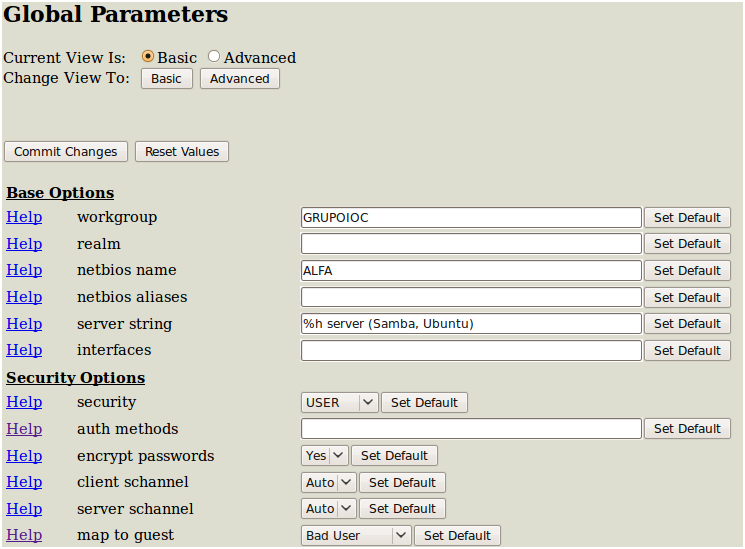 Global Parameters
Current View Is: Basic Advanced
Change View To: Basic Advanced
Commit Changes Reset Values
Base Options
Help workgroup GRUPOIOC Set Default
Help realm Set Default
Help netbios name ALFA Set Default
Help netbios aliases Set Default
Help server string %h server (Samba, Ubuntu) Set Default
Help interfaces Set Default
Security Options
Help security USER Set Default
Help auth methods Set Default
Help encrypt passwords Yes Set Default
Help client schannel Auto Set Default
Help server schannel Auto Set Default
Help map to guest Bad User Set Default